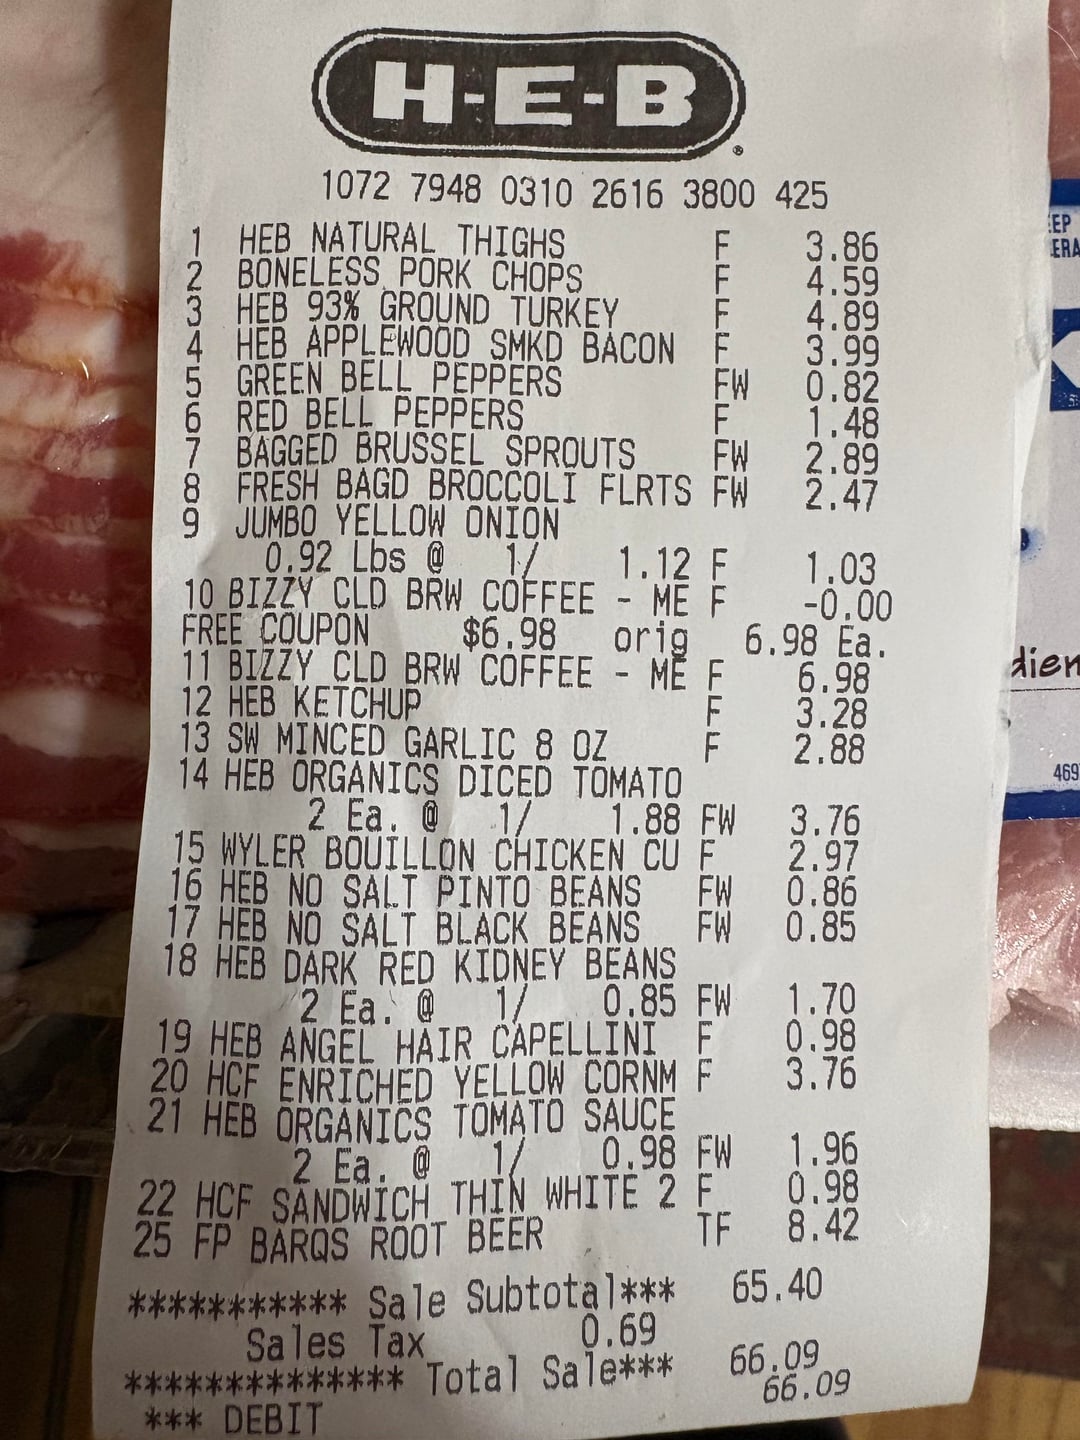 H-E-B®
1072 7948 0310 2616 3800 425
1 HEB NATURAL THIGHS F 3.86
2 BONELESS PORK CHOPS F 4.59
3 HEB 93% GROUND TURKEY F 4.89
4 HEB APPLEWOOD SMKD BACON F 3.99
5 GREEN BELL PEPPERS FW 0.82
6 RED BELL PEPPERS F 1.48
7 BAGGED BRUSSEL SPROUTS FW 2.89
8 FRESH BAGD BROCCOLI FLRTS FW 2.47
9 JUMBO YELLOW ONION
0.92 Lbs @ 1/ 1.12 F 1.03
10 BIZZY CLD BRW COFFEE - ME F -0.00
FREE COUPON $6.98 orig 6.98 Ea.
11 BIZZY CLD BRW COFFEE - ME F 6.98
12 HEB KETCHUP F 3.28
13 SW MINCED GARLIC 8 OZ F 2.88
14 HEB ORGANICS DICED TOMATO
2 Ea. @ 1/ 1.88 FW 3.76
15 WYLER BOUILLON CHICKEN CU F 2.97
16 HEB NO SALT PINTO BEANS FW 0.86
17 HEB NO SALT BLACK BEANS FW 0.85
18 HEB DARK RED KIDNEY BEANS
2 Ea. @ 1/ 0.85 FW 1.70
19 HEB ANGEL HAIR CAPELLINI F 0.98
20 HCF ENRICHED YELLOW CORNM F 3.76
21 HEB ORGANICS TOMATO SAUCE
2 Ea. @ 1/ 0.98 FW 1.96
22 HCF SANDWICH THIN WHITE 2 F 0.98
25 FP BARQS ROOT BEER TF 8.42
*********** Sale Subtotal*** 65.40
Sales Tax 0.69
************** Total Sale*** 66.09
*** DEBIT 66.09
469